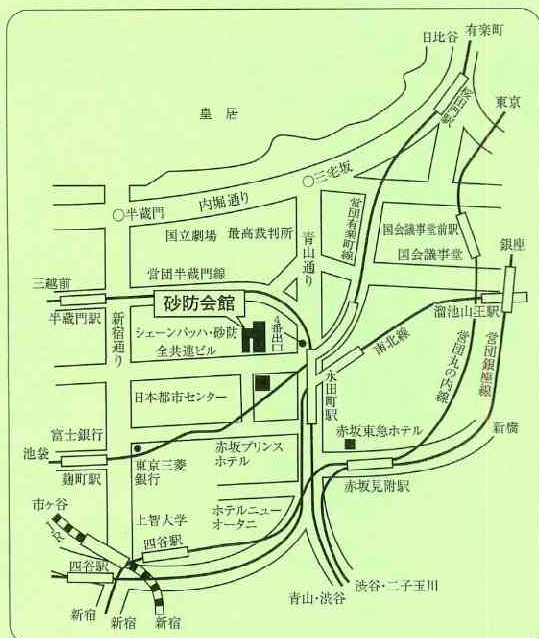 日比谷
有楽町
桜田門駅
東京
皇居
三宅坂
内堀通り
半蔵門
営団有楽町線
国会議事堂前駅
国会議事堂
銀座
国立劇場
最高裁判所
青山通り
営団半蔵門線
三越前
半蔵門駅
新宿通り
砂防会館
シェーンバッハ・砂防
全共連ビル
4番出口
溜池山王駅
南北線
永田町駅
営団丸の内線
営団銀座線
日本都市センター
新橋
赤坂東急ホテル
富士銀行
池袋
麹町駅
東京三菱
銀行
赤坂プリンス
ホテル
赤坂見附駅
市ヶ谷
JR
上智大学
四谷駅
ホテルニュー
オータニ
四谷駅
新宿
新宿
新宿
青山・渋谷
渋谷・二子玉川